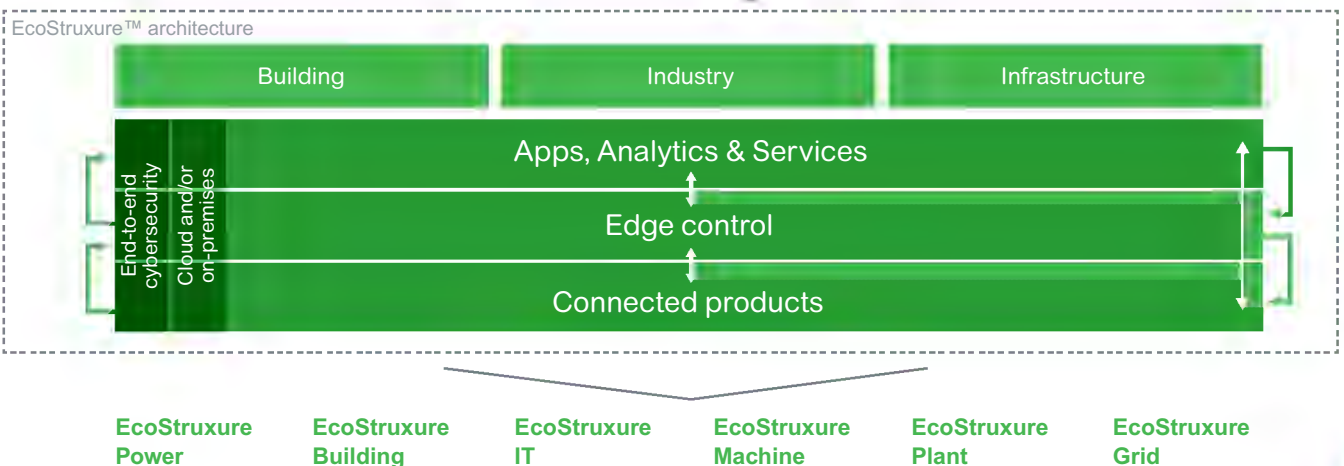 EcoStruxure™ architecture
Building
Industry
Infrastructure
End-to-end
cybersecurity
Cloud and/or
on-premises
Apps, Analytics & Services
Edge control
Connected products
EcoStruxure
Power
EcoStruxure
Building
EcoStruxure
IT
EcoStruxure
Machine
EcoStruxure
Plant
EcoStruxure
Grid